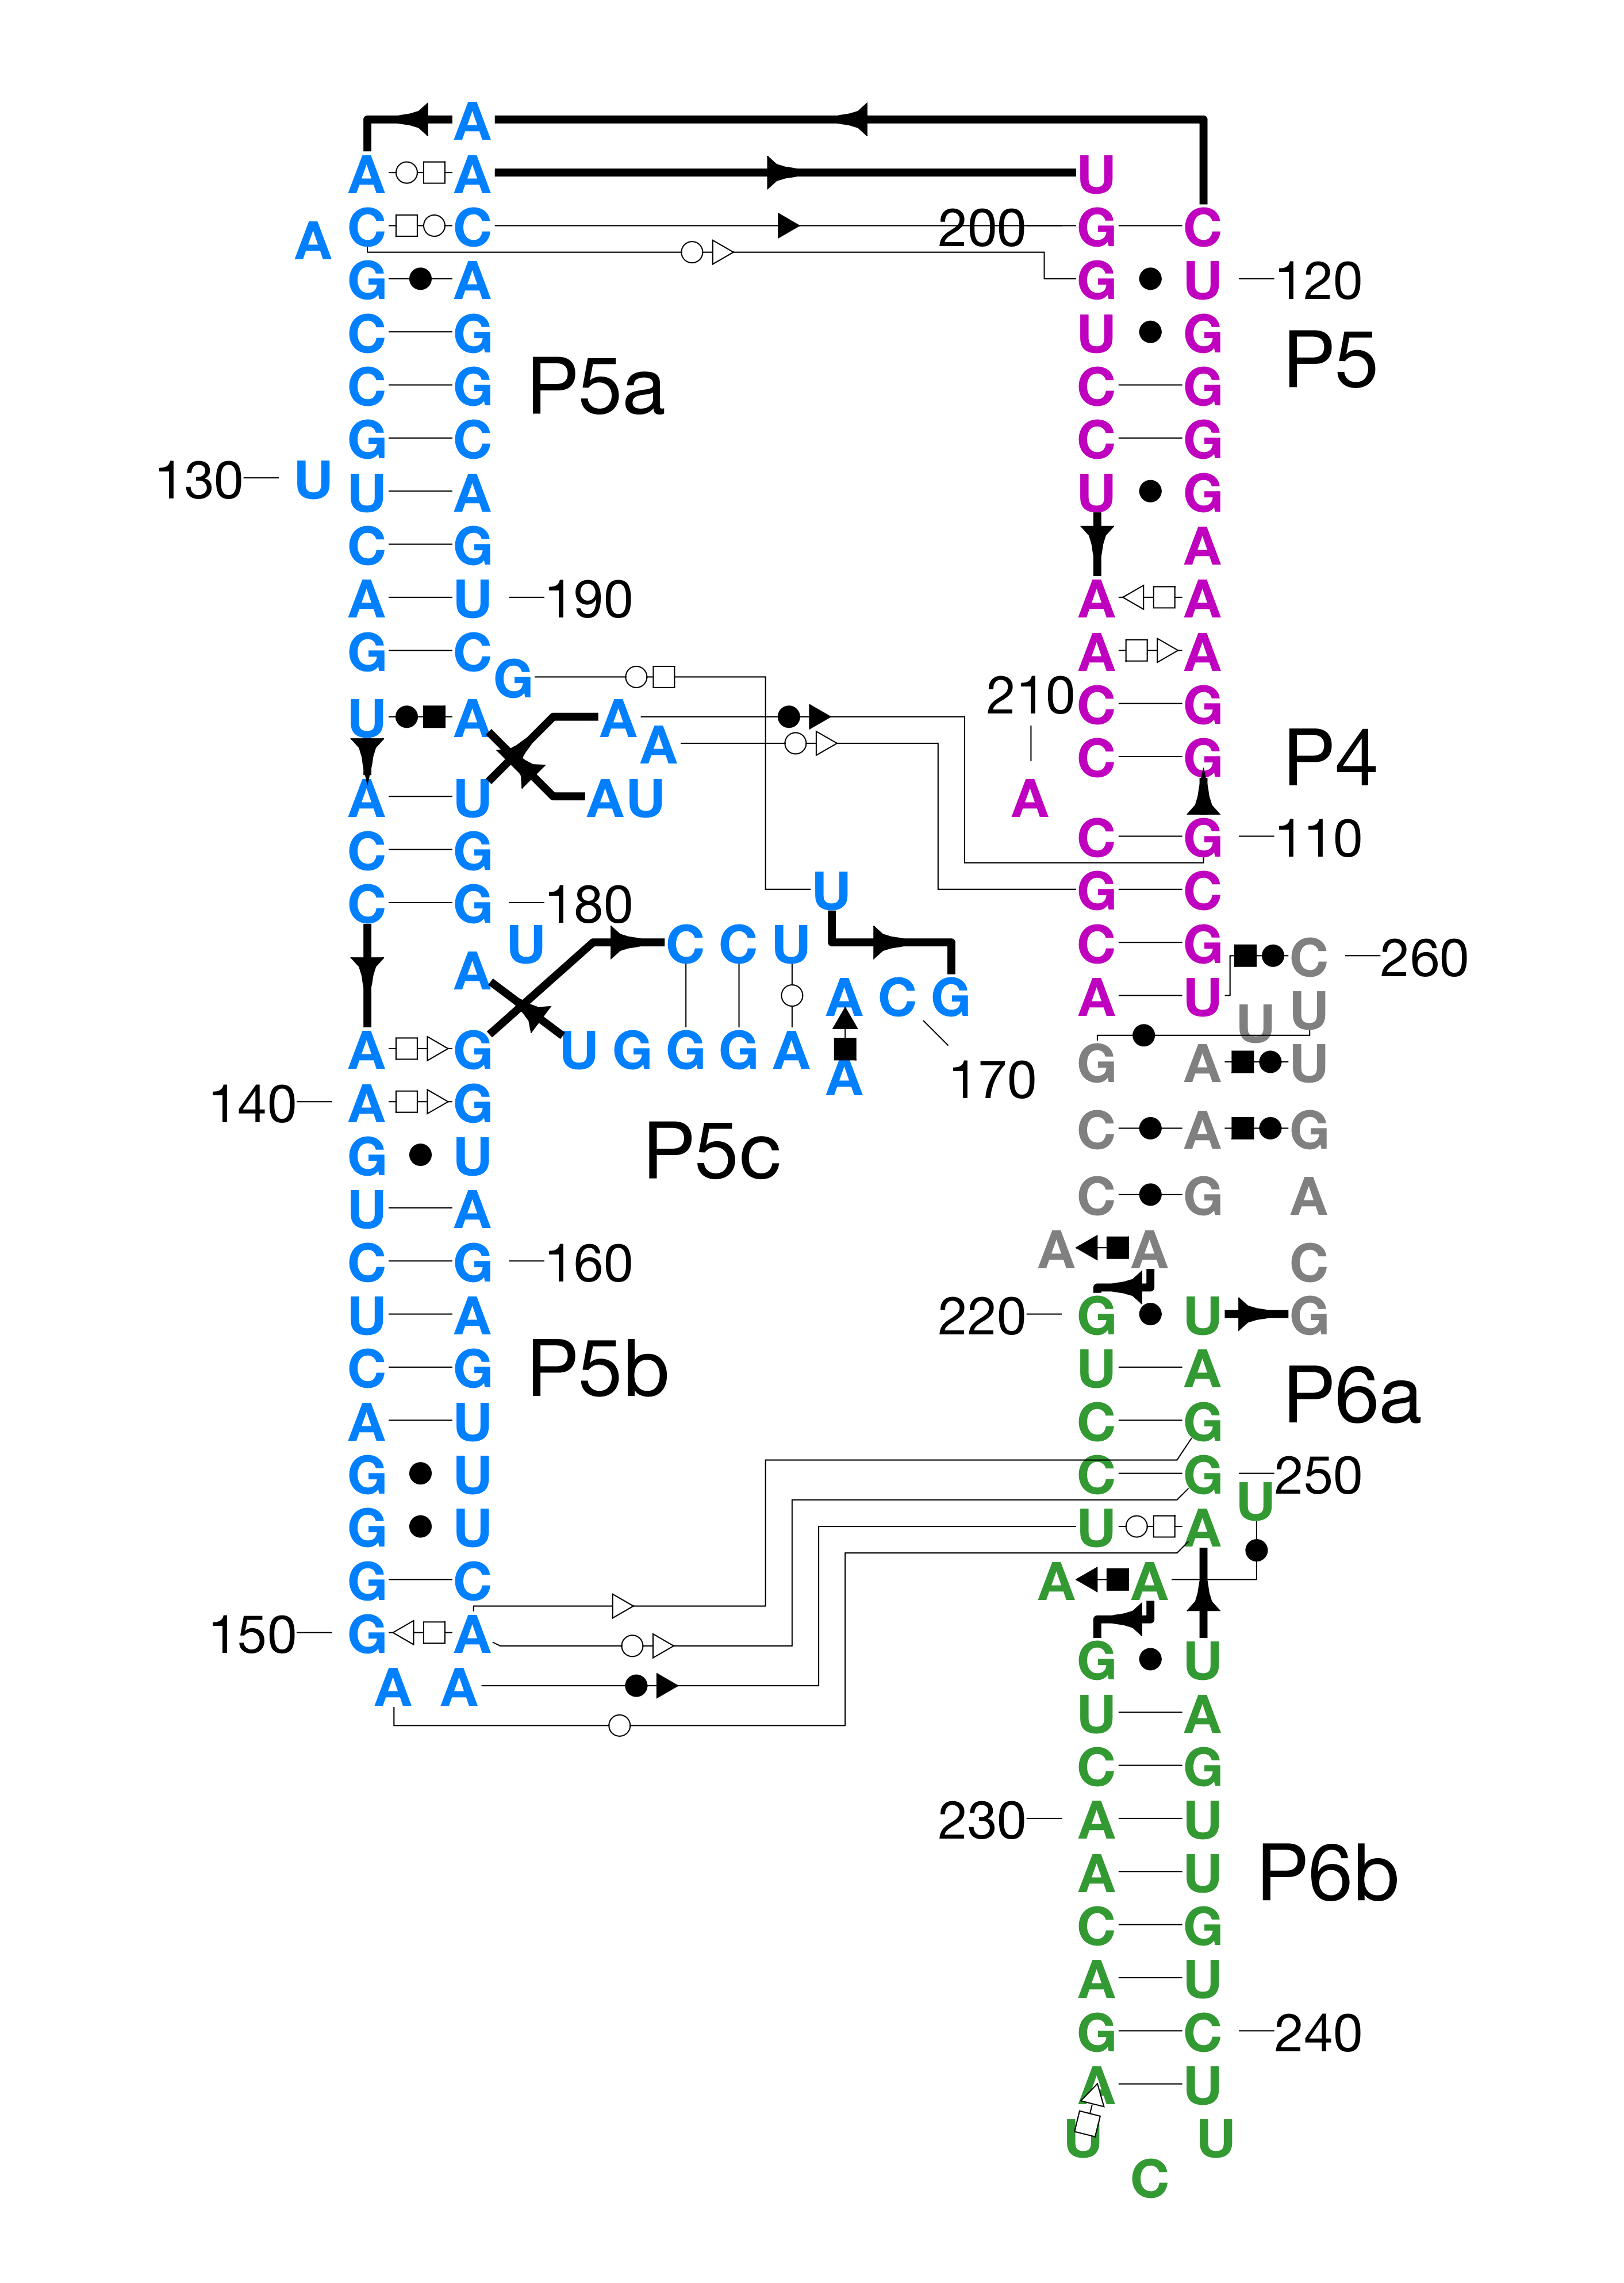 A
A A U
A C C 200 G C
G A G U 120
C G U G P5
C G P5a C G
G C C G
130 U U A U G
C G A
A U 190 A A
G C A A
G 210 C G
U A A C G P4
A A
A U AU
C G C G 110
C G 180 U G C
U C C U C G C 260
A A C G A U U U
A G U G G G A G A U
A 170
140 A G
G U P5c C A G
U A C G A
C G 160 A A C
U A 220 G U G
C G P5b U A P6a
A U C G
G U C G 250
G U U A U
G C A A
150 G A G U
A A
U A
C G
230 A U
A U P6b
C G
A U
G C 240
A U
U U
C